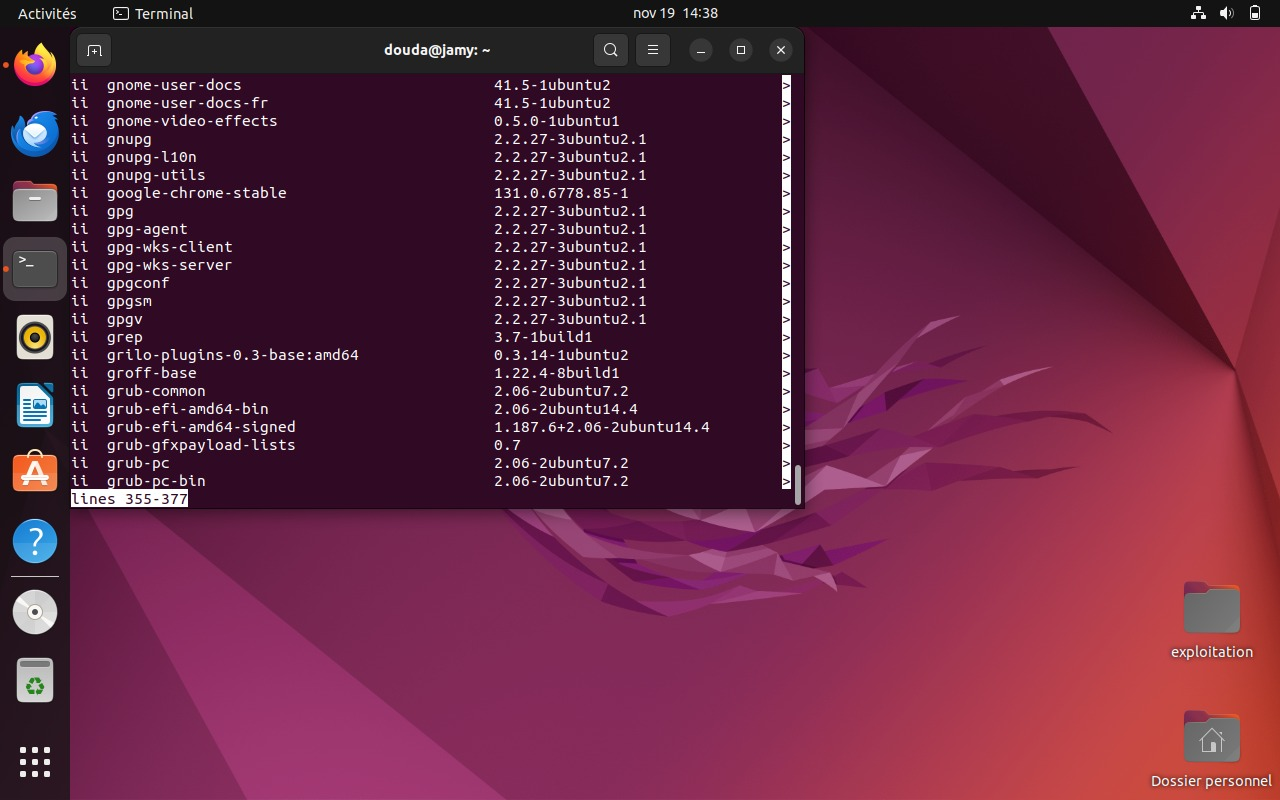 Activités Terminal nov 19 14:38
douda@jamy: ~
ii gnome-user-docs 41.5-1ubuntu2 >
ii gnome-user-docs-fr 41.5-1ubuntu2 >
ii gnome-video-effects 0.5.0-1ubuntu1 >
ii gnupg 2.2.27-3ubuntu2.1 >
ii gnupg-l10n 2.2.27-3ubuntu2.1 >
ii gnupg-utils 2.2.27-3ubuntu2.1 >
ii google-chrome-stable 131.0.6778.85-1 >
ii gpg 2.2.27-3ubuntu2.1 >
ii gpg-agent 2.2.27-3ubuntu2.1 >
ii gpg-wks-client 2.2.27-3ubuntu2.1 >
ii gpg-wks-server 2.2.27-3ubuntu2.1 >
ii gpgconf 2.2.27-3ubuntu2.1 >
ii gpgsm 2.2.27-3ubuntu2.1 >
ii gpgv 2.2.27-3ubuntu2.1 >
ii grep 3.7-1build1 >
ii grilo-plugins-0.3-base:amd64 0.3.14-1ubuntu2 >
ii groff-base 1.22.4-8build1 >
ii grub-common 2.06-2ubuntu7.2 >
ii grub-efi-amd64-bin 2.06-2ubuntu14.4 >
ii grub-efi-amd64-signed 1.187.6+2.06-2ubuntu14.4 >
ii grub-gfxpayload-lists 0.7 >
ii grub-pc 2.06-2ubuntu7.2 >
ii grub-pc-bin 2.06-2ubuntu7.2 >
lines 355-377
exploitation
Dossier personnel